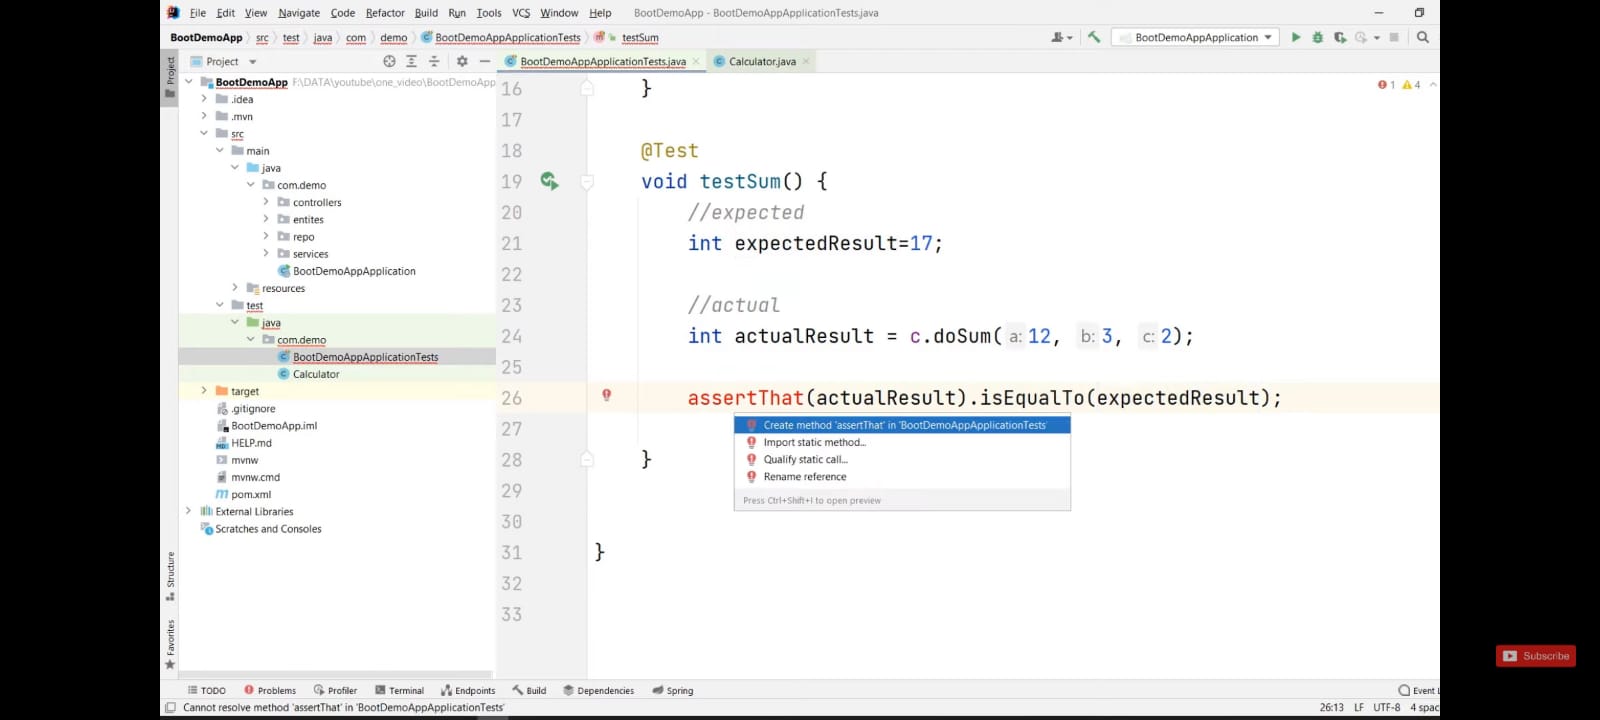 File Edit View Navigate Code Refactor Build Run Tools VCS Window Help BootDemoApp - BootDemoAppApplicationTests.java
BootDemoApp src test java com demo BootDemoAppApplicationTests testSum BootDemoAppApplication
Project
Project
BootDemoAppApplicationTests.java
Calculator.java
BootDemoApp F:\DATA\youtube\one_video\BootDemoApp
.idea
.mvn
src
main
java
com.demo
controllers
entites
repo
services
BootDemoAppApplication
resources
test
java
com.demo
BootDemoAppApplicationTests
Calculator
target
.gitignore
BootDemoApp.iml
HELP.md
mvnw
mvnw.cmd
pom.xml
External Libraries
Scratches and Consoles
Structure
Favorites
1 4
16 }
17
18 @Test
19 void testSum() {
20 //expected
21 int expectedResult=17;
22
23 //actual
24 int actualResult = c.doSum( a: 12, b: 3, c: 2);
25
26 assertThat(actualResult).isEqualTo(expectedResult);
27
28 }
29
30
31 }
32
33
Create method 'assertThat' in 'BootDemoAppApplicationTests'
Import static method...
Qualify static call...
Rename reference
Press Ctrl+Shift+I to open preview
Subscribe
TODO Problems Profiler Terminal Endpoints Build Dependencies Spring Event L
Cannot resolve method 'assertThat' in 'BootDemoAppApplicationTests' 26:13 LF UTF-8 4 spac